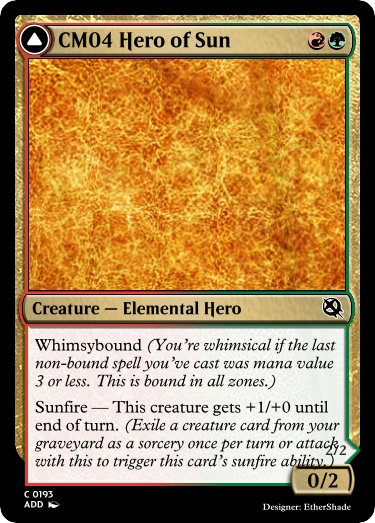 CM04 Hero of Sun
Creature — Elemental Hero
Whimsybound (You're whimsical if the last
non-bound spell you've cast was mana value
3 or less. This is bound in all zones.)
Sunfire — This creature gets +1/+0 until
end of turn. (Exile a creature card from your
graveyard as a sorcery once per turn or attack
with this to trigger this card's sunfire ability.)
2/2
0/2
C 0193
ADD
Designer: EtherShade